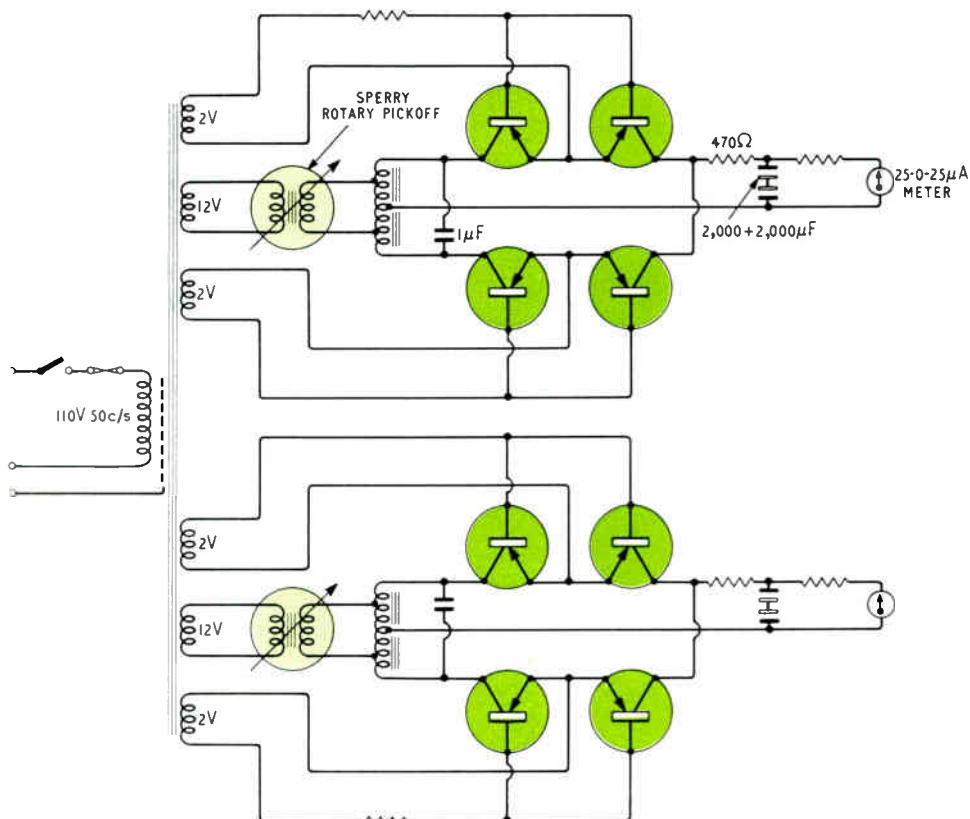 2V
SPERRY
ROTARY PICKOFF
12V
1µF
470Ω
25-0-25µA
METER
2,000+2,000µF
2V
110V 50c/s
2V
12V
2V